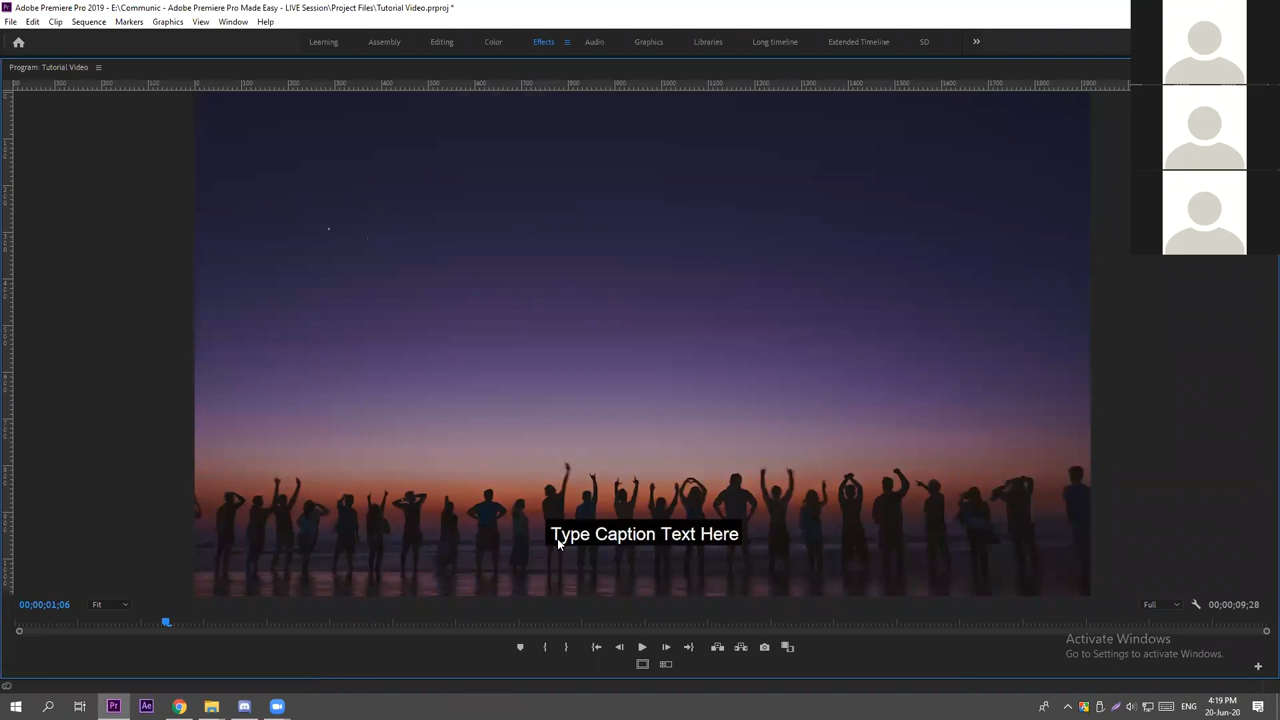 Adobe Premiere Pro 2019 - E:\Communic - Adobe Premiere Pro Made Easy - LIVE Session\Project Files\Tutorial Video.prproj *
File Edit Clip Sequence Markers Graphics View Window Help
Learning Assembly Editing Color Effects Audio Graphics Libraries Long timeline Extended Timeline SD
Program: Tutorial Video
Type Caption Text Here
00;00;01;06 Fit Full 00;00;09;28
Activate Windows
Go to Settings to activate Windows.
Pr Ae ENG 4:19 PM
20-Jun-20